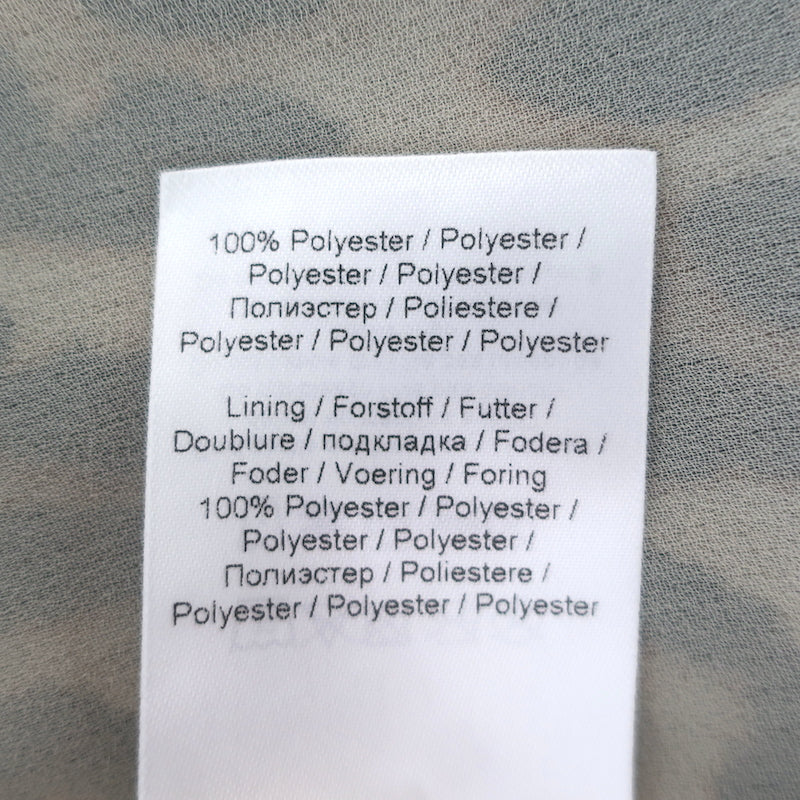 100% Polyester / Polyester /
Polyester / Polyester /
Полиэстер / Poliestere /
Polyester / Polyester / Polyester
Lining / Forstoff / Futter /
Doublure / подкладка / Fodera /
Foder / Voering / Foring
100% Polyester / Polyester /
Polyester / Polyester /
Полиэстер / Poliestere /
Polyester / Polyester / Polyester